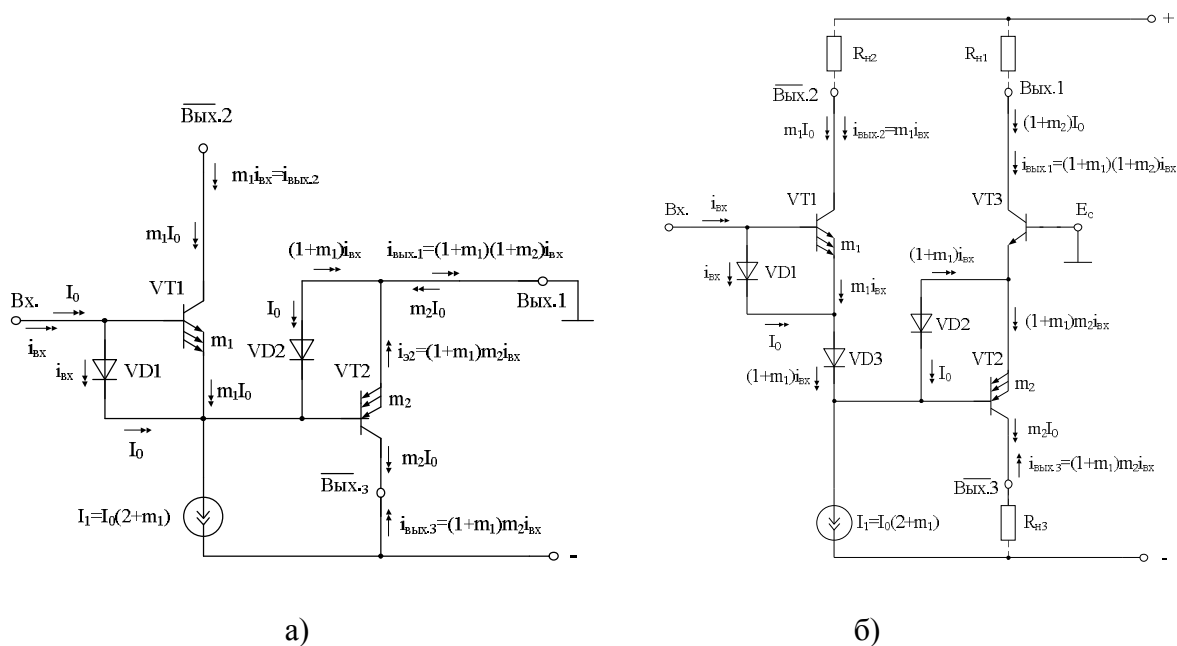 Вых.2
m₁iвх=iвых.2
m₁I₀
VT1
Вх.
I₀
iвх
iвх
VD1
m₁
m₁I₀
I₀
I₁=I₀(2+m₁)
(1+m₁)iвх
iвых.1=(1+m₁)(1+m₂)iвх
m₂I₀
Вых.1
I₀
VD2
iэ2=(1+m₁)m₂iвх
VT2
m₂
m₂I₀
Вых.3
iвых.3=(1+m₁)m₂iвх
-
а)
+
Rн2
Rн1
Вых.2
Вых.1
m₁I₀
iвых.2=m₁iвх
(1+m₂)I₀
iвых.1=(1+m₁)(1+m₂)iвх
VT1
VT3
Вх.
iвх
Eс
m₁
iвх
VD1
m₁iвх
I₀
(1+m₁)iвх
VD2
VD3
(1+m₁)iвх
I₀
(1+m₁)m₂iвх
VT2
m₂
m₂I₀
iвых.3=(1+m₁)m₂iвх
Вых.3
I₁=I₀(2+m₁)
Rн3
-
б)